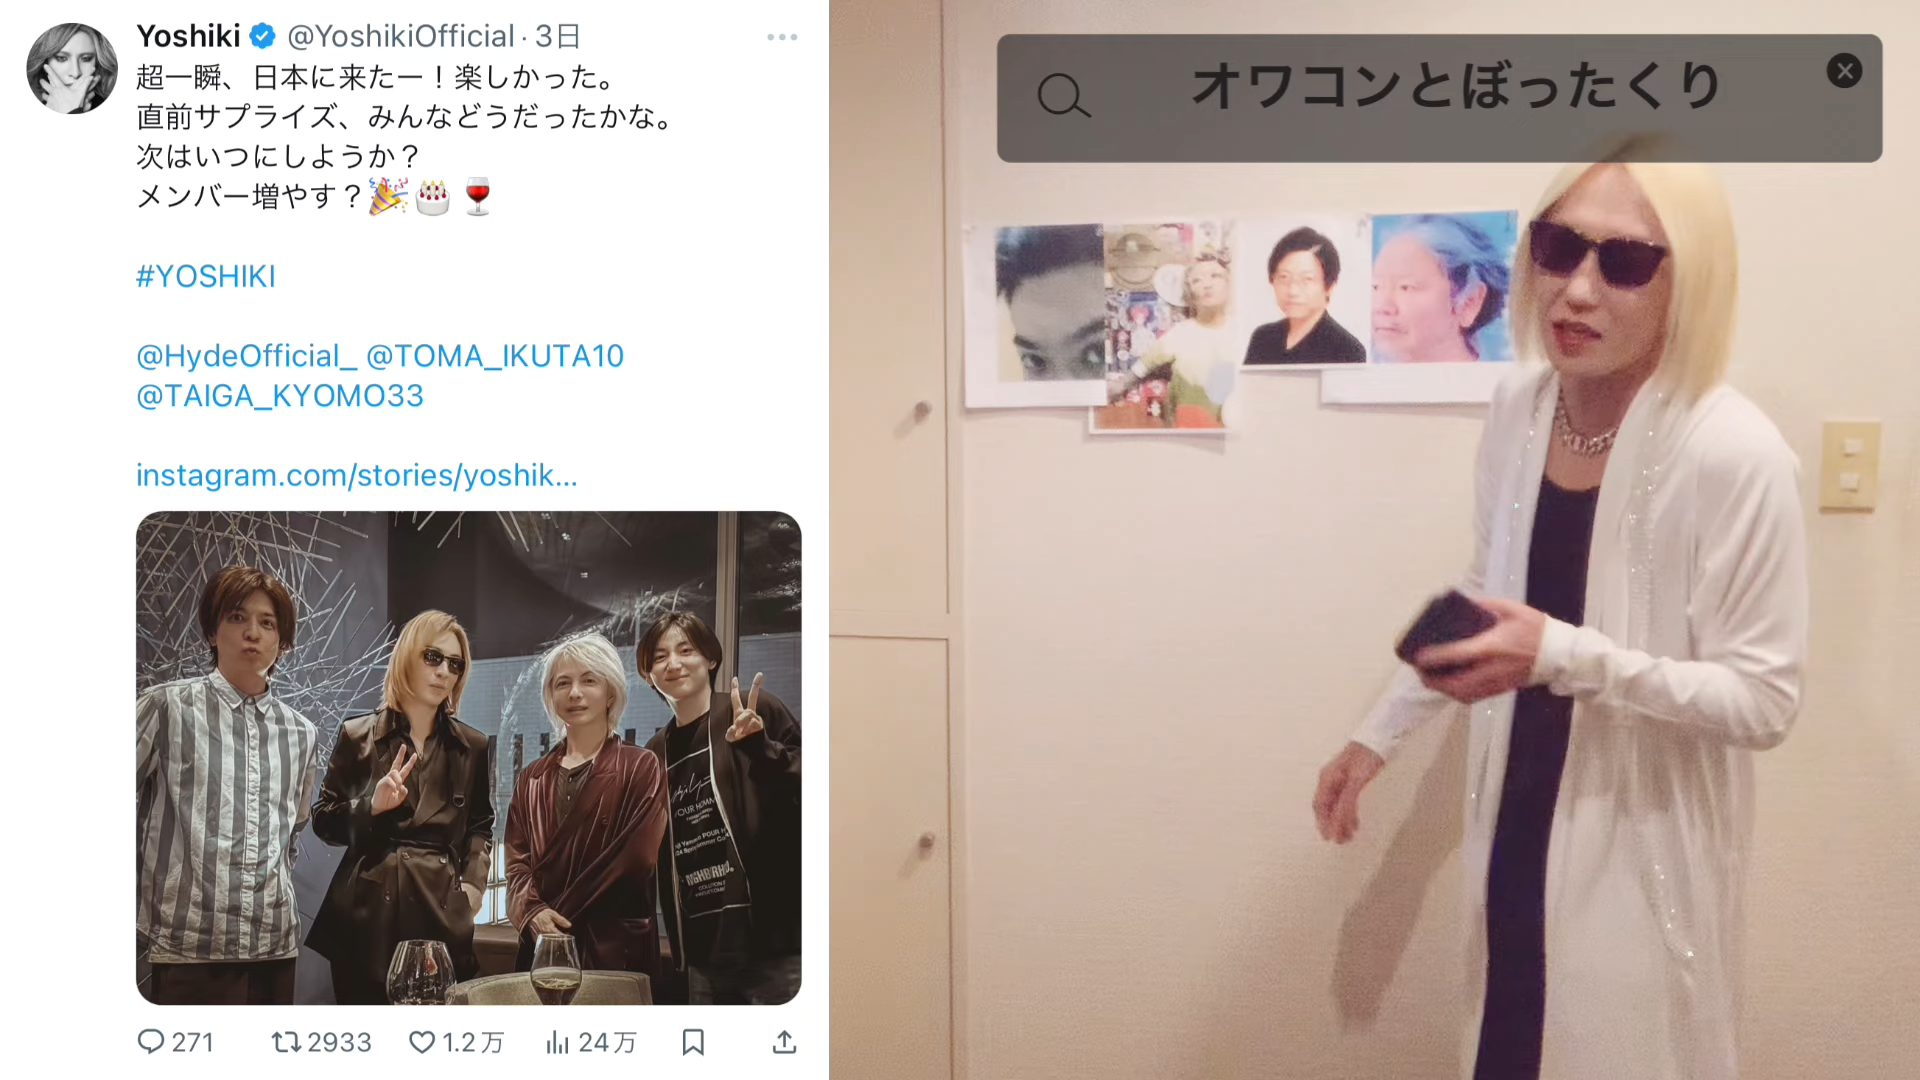 Yoshiki @YoshikiOfficial · 3日
超一瞬、日本に来たー！楽しかった。
直前サプライズ、みんなどうだったかな。
次はいつにしようか？
メンバー増やす？
#YOSHIKI
@HydeOfficial_ @TOMA_IKUTA10
@TAIGA_KYOMO33
instagram.com/stories/yoshik...
271 2933 1.2万 24万
オワコンとぼったくり